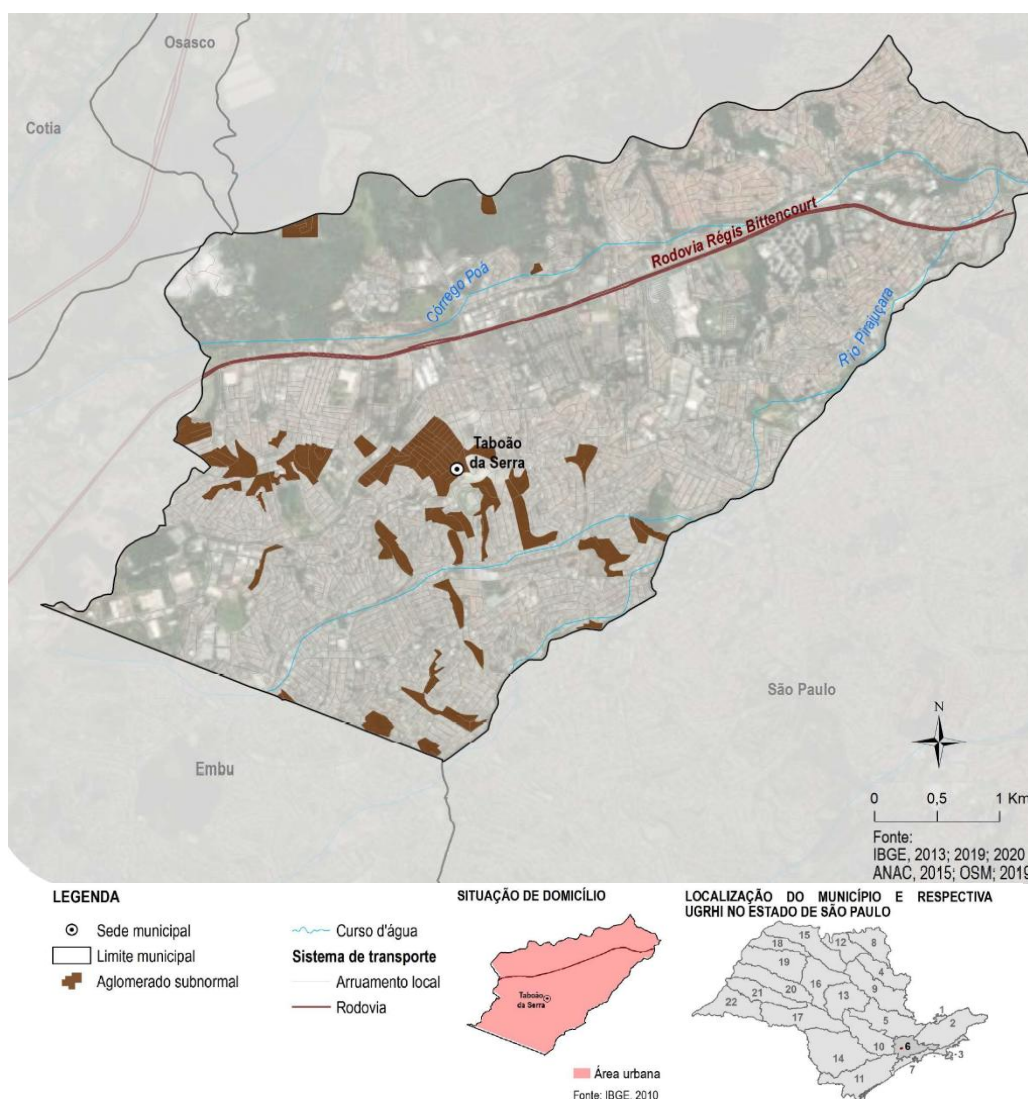 Osasco
Cotia
Rodovia Régis Bittencourt
Córrego Poá
Rio Pirajuçara
Taboão
da Serra
São Paulo
Embu
N
0 0,5 1 Km
Fonte:
IBGE, 2013; 2019; 2020
ANAC, 2015; OSM; 2019
LEGENDA
Sede municipal
Limite municipal
Aglomerado subnormal
Curso d'água
Sistema de transporte
Arruamento local
Rodovia
SITUAÇÃO DE DOMICÍLIO
Taboão
da Serra
Área urbana
Fonte: IBGE, 2010
LOCALIZAÇÃO DO MUNICÍPIO E RESPECTIVA
UGRHI NO ESTADO DE SÃO PAULO
15
18
12
8
19
4
16
9
20
21
13
22
17
5
1
2
10
6
3
14
7
11